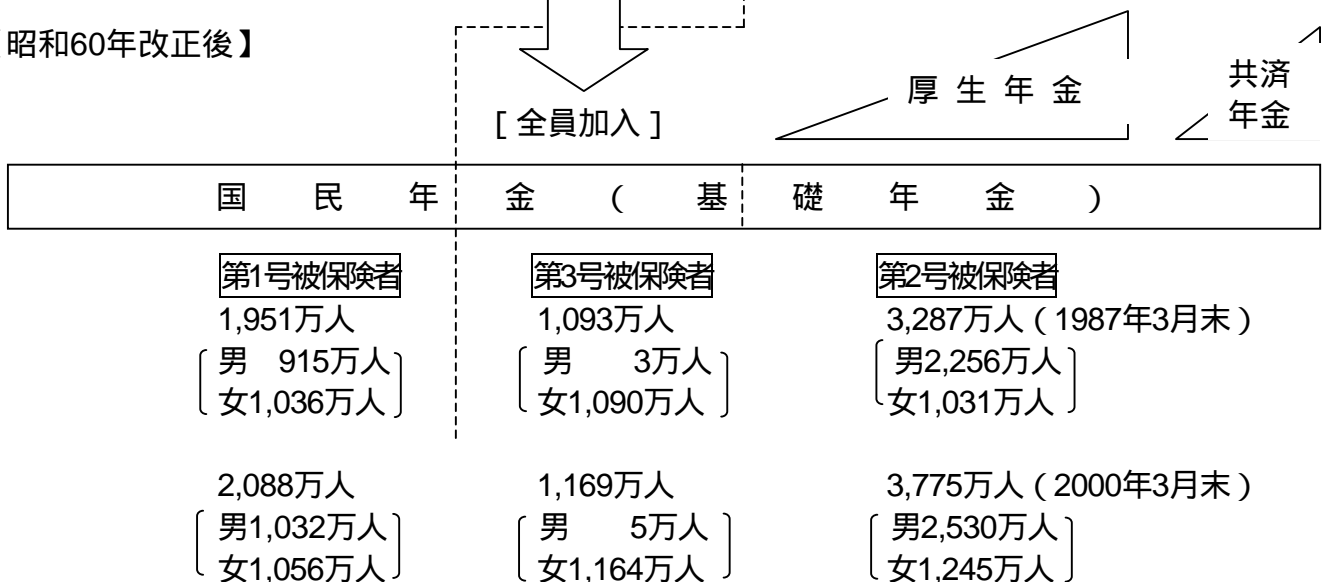 昭和60年改正後】
[ 全員加入 ]
厚 生 年 金
共済
年金
国 民 年 金 ( 基 礎 年 金 )
第1号被保険者 第3号被保険者 第2号被保険者
1,951万人 1,093万人 3,287万人(1987年3月末)
男 915万人 男 3万人 男2,256万人
女1,036万人 女1,090万人 女1,031万人
2,088万人 1,169万人 3,775万人(2000年3月末)
男1,032万人 男 5万人 男2,530万人
女1,056万人 女1,164万人 女1,245万人